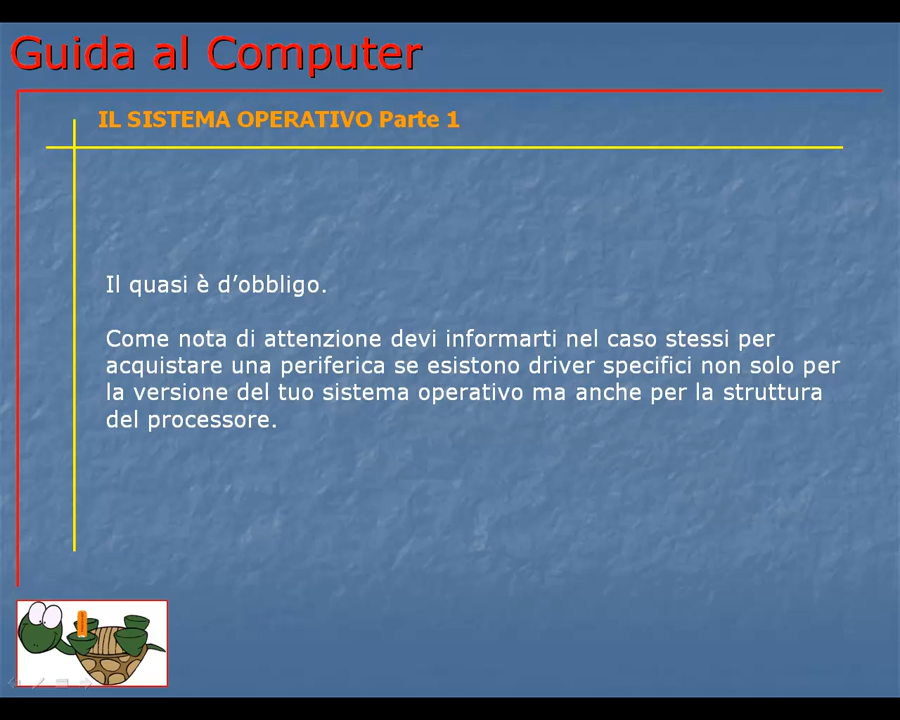 Guida al Computer
IL SISTEMA OPERATIVO Parte 1
Il quasi è d’obbligo.
Come nota di attenzione devi informarti nel caso stessi per
acquistare una periferica se esistono driver specifici non solo per
la versione del tuo sistema operativo ma anche per la struttura
del processore.